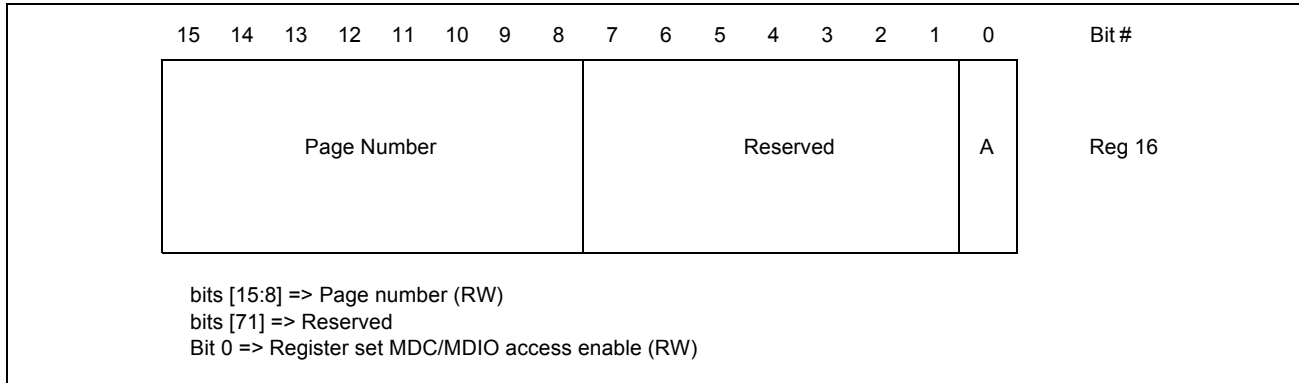 15 14 13 12 11 10 9 8 7 6 5 4 3 2 1 0 Bit #
Page Number Reserved A Reg 16
bits [15:8] => Page number (RW)
bits [71] => Reserved
Bit 0 => Register set MDC/MDIO access enable (RW)